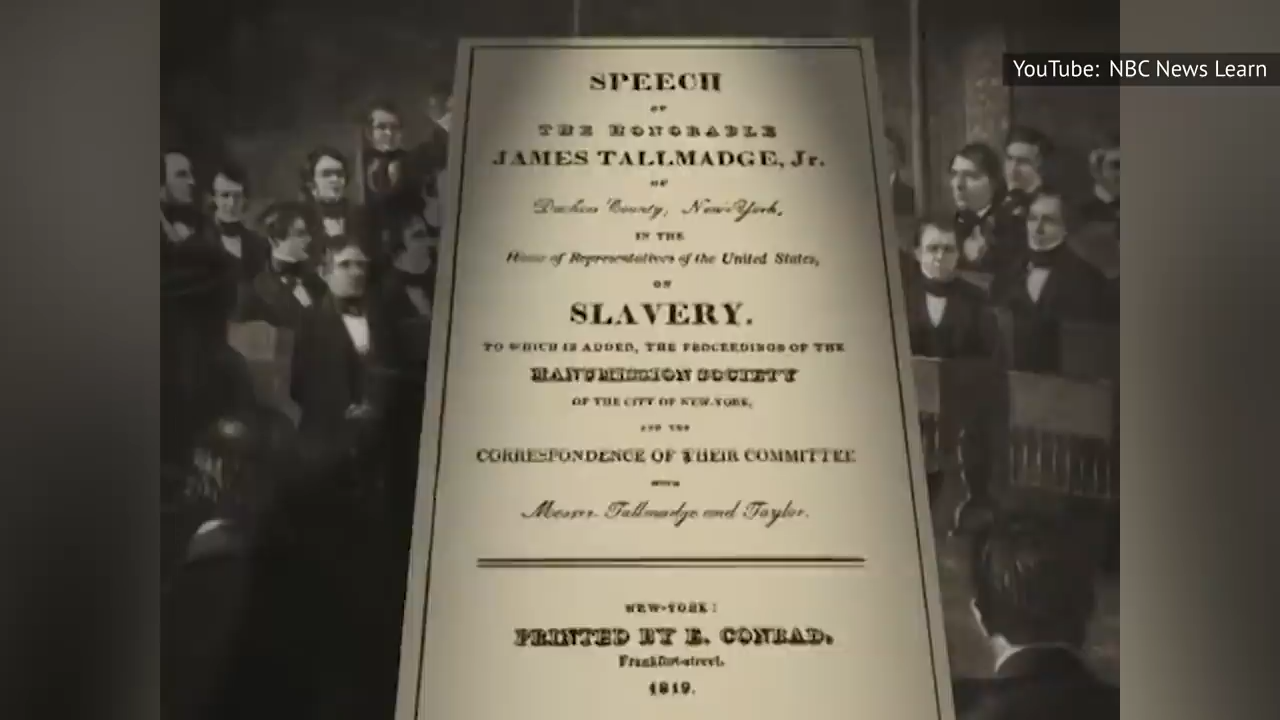 YouTube: NBC News Learn
SPEECH
OF
THE HONORABLE
JAMES TALLMADGE, Jr.
OF
Duchess County, New-York,
IN THE
House of Representatives of the United States,
ON
SLAVERY.
TO WHICH IS ADDED, THE PROCEEDINGS OF THE
MANUMISSION SOCIETY
OF THE CITY OF NEW-YORK,
AND THE
CORRESPONDENCE OF THEIR COMMITTEE
WITH
Messrs. Tallmadge and Taylor.
NEW-YORK:
PRINTED BY E. CONRAD.
Frankfort-street.
1819.